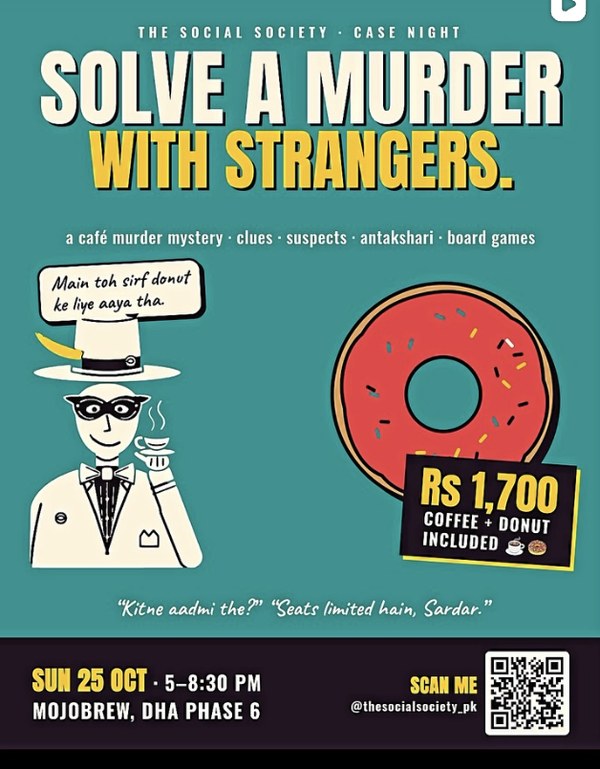 THE SOCIAL SOCIETY · CASE NIGHT
SOLVE A MURDER
WITH STRANGERS.
a café murder mystery · clues · suspects · antakshari · board games
Main toh sirf donut
ke liye aaya tha.
Rs 1,700
COFFEE + DONUT
INCLUDED ☕🍩
"Kitne aadmi the?" "Seats limited hain, Sardar."
SUN 25 OCT · 5–8:30 PM
MOJOBREW, DHA PHASE 6
SCAN ME
@thesocialsociety_pk